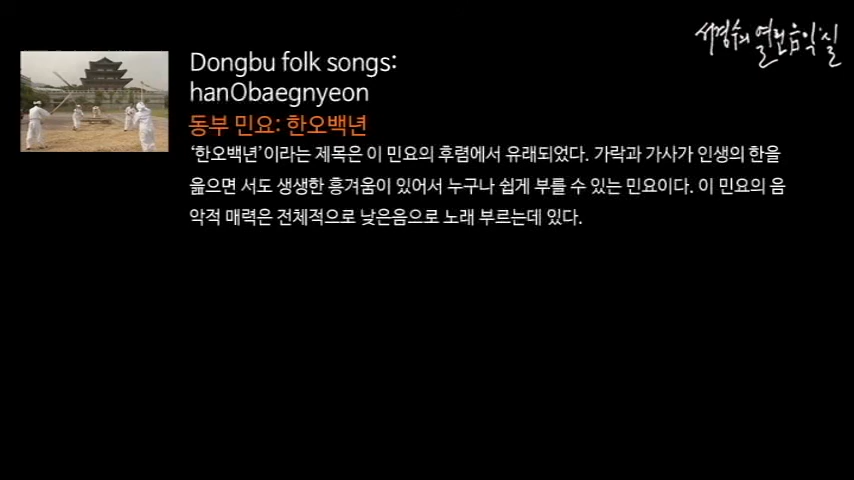 서경수의 열린음악실
Dongbu folk songs:
hanObaegnyeon
동부 민요: 한오백년
‘한오백년’이라는 제목은 이 민요의 후렴에서 유래되었다. 가락과 가사가 인생의 한을
읊으면 서도 생생한 흥겨움이 있어서 누구나 쉽게 부를 수 있는 민요이다. 이 민요의 음
악적 매력은 전체적으로 낮은음으로 노래 부르는데 있다.